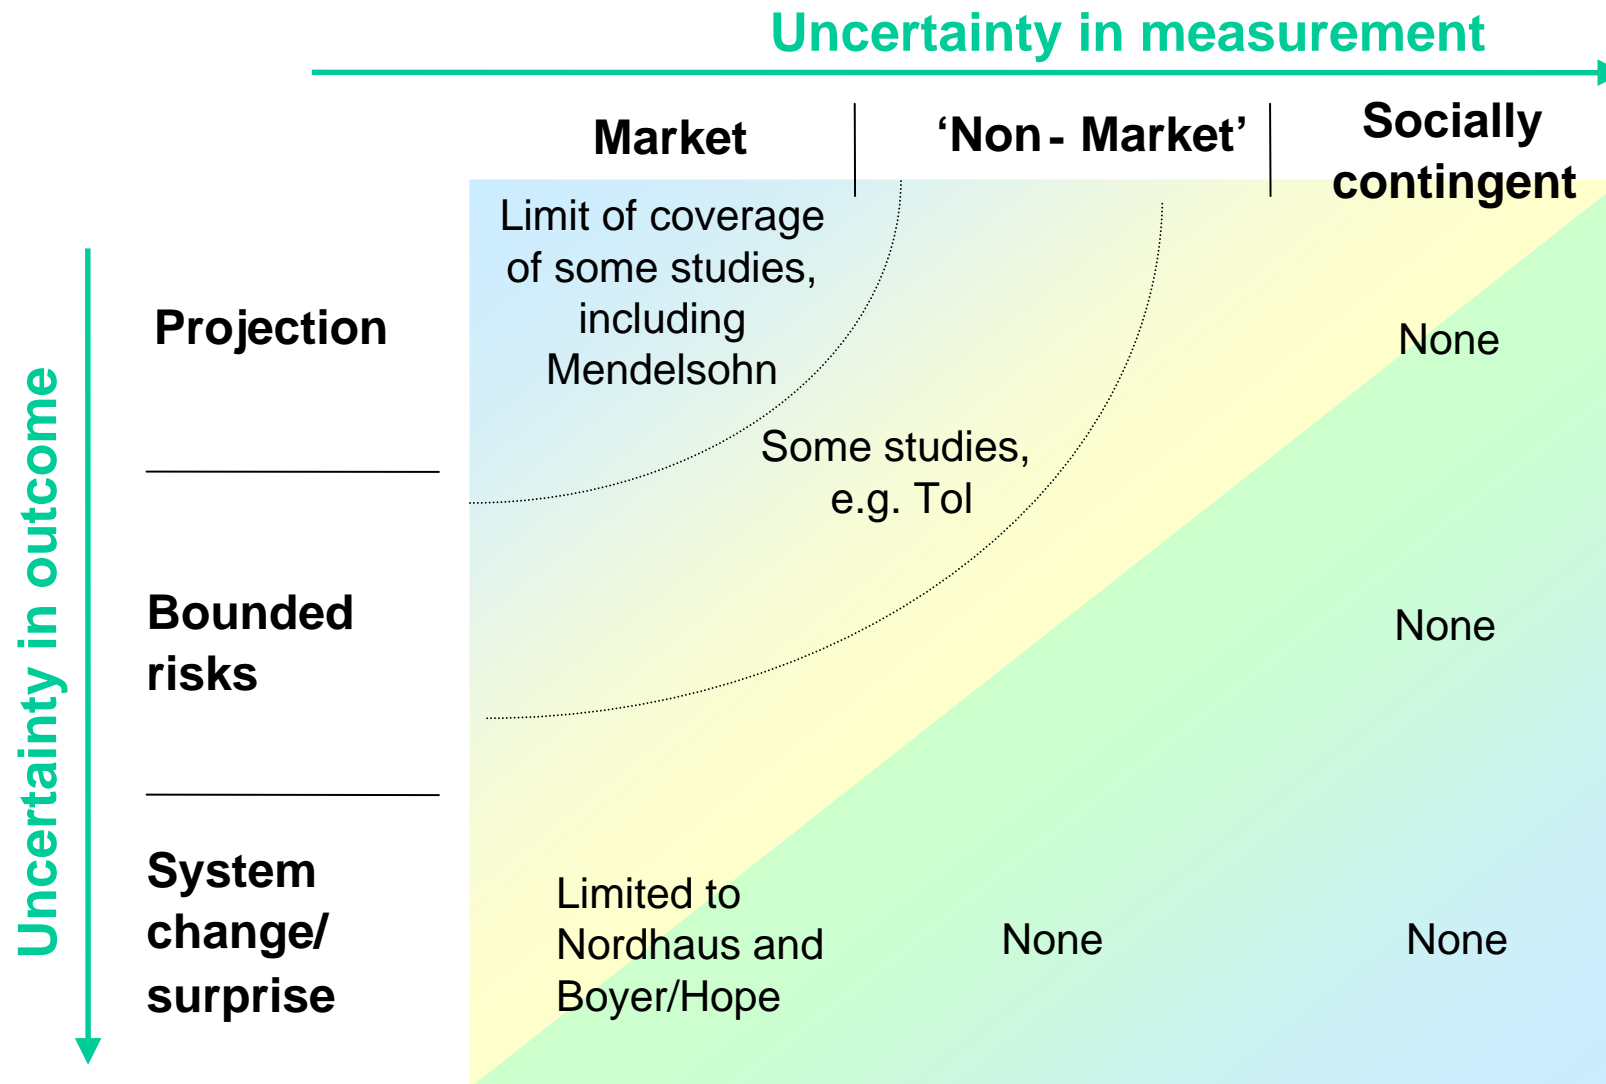 Uncertainty in measurement
Market
‘Non - Market’
Socially
contingent
Uncertainty in outcome
Projection
Limit of coverage
of some studies,
including
Mendelsohn
None
Some studies,
e.g. Tol
Bounded
risks
None
System
change/
surprise
Limited to
Nordhaus and
Boyer/Hope
None
None